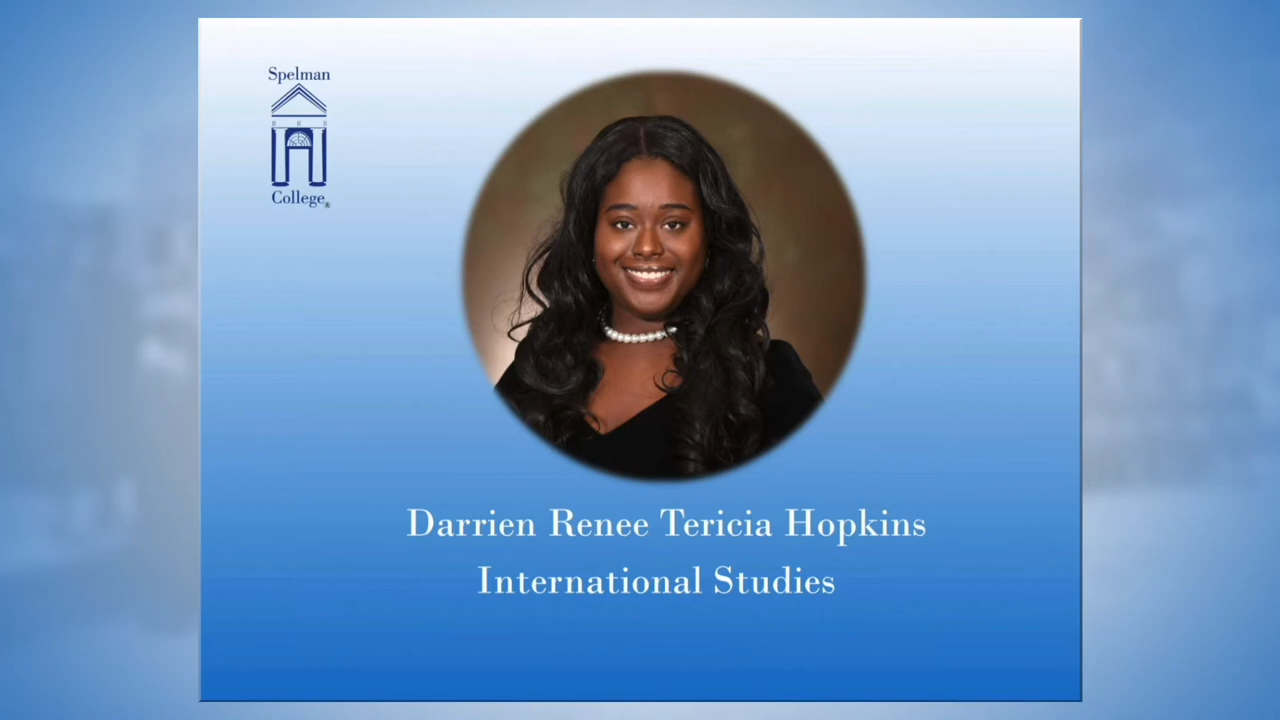 Spelman
College®
Darrien Renee Tericia Hopkins
International Studies